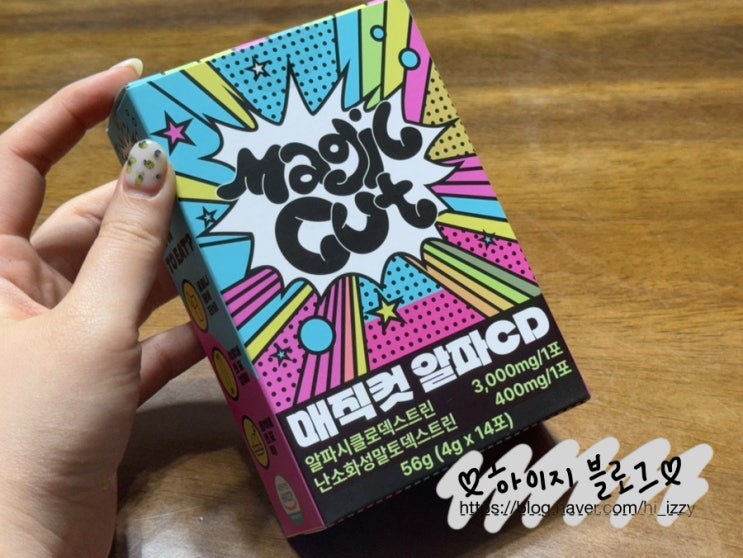 Magic
Cut
매직컷 알파CD
알파시클로덱스트린 3,000mg/1포
난소화성말토덱스트린 400mg/1포
56g (4g x 14포)
TO EAT?
♡하이지 블로그♡
https://blog.naver.com/hi_izzy